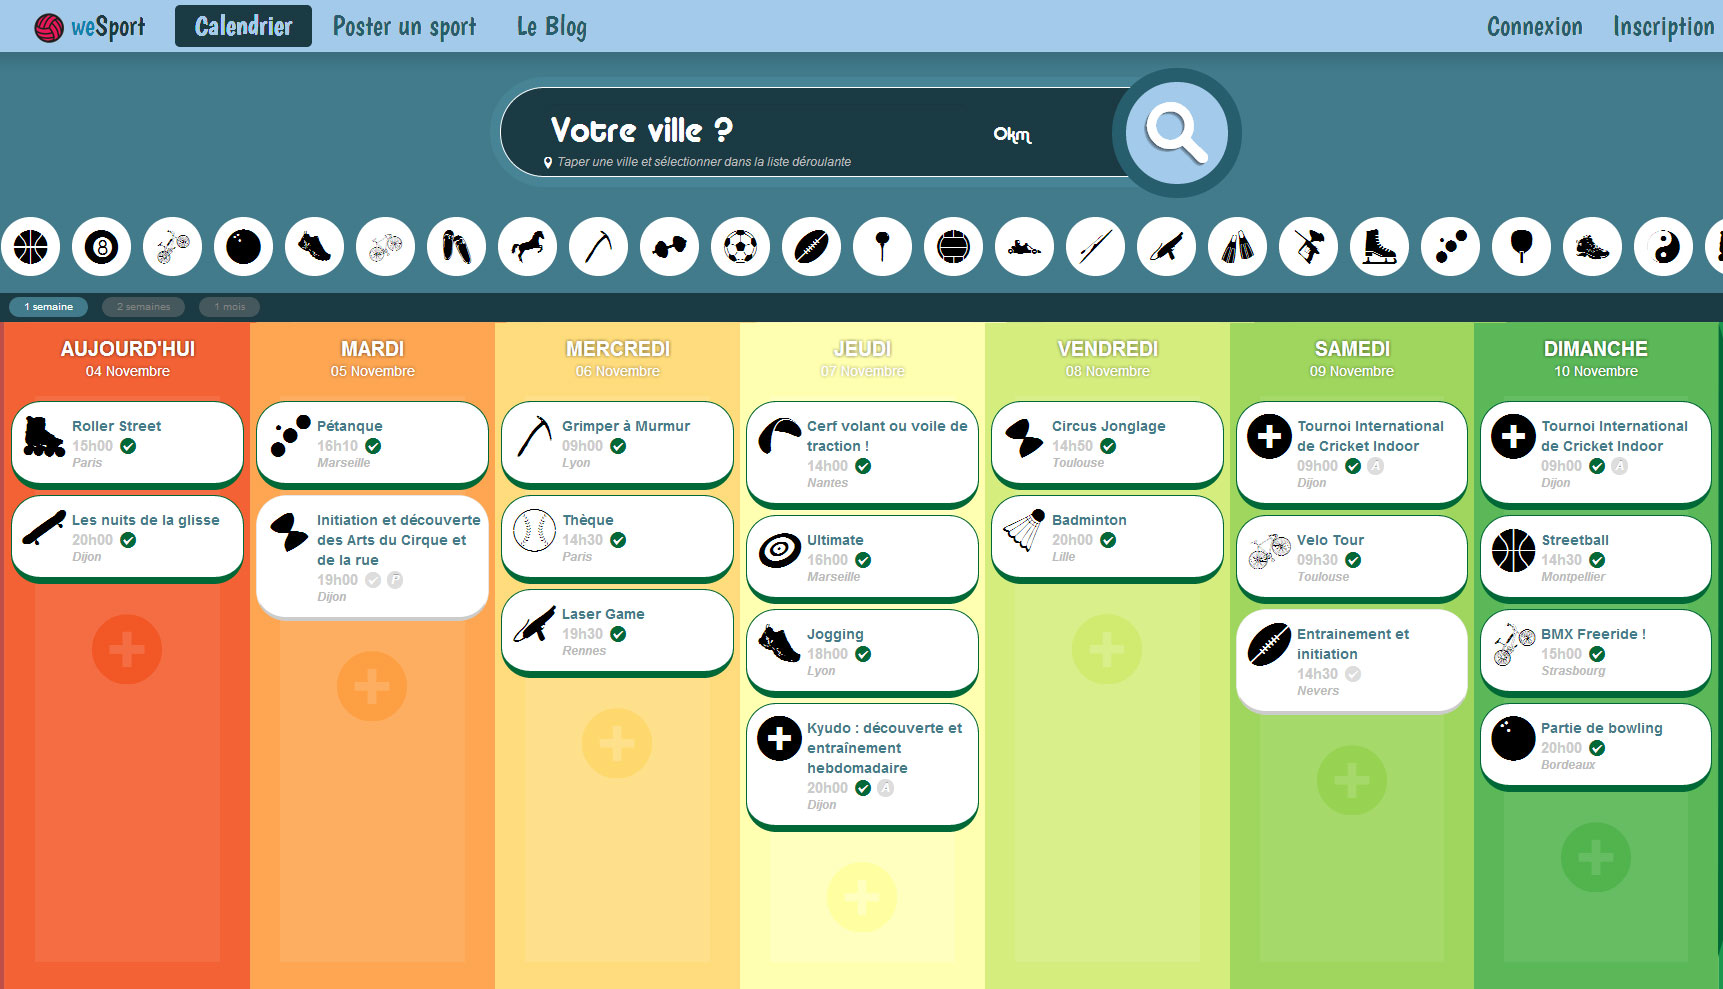 weSport
Calendrier
Poster un sport
Le Blog
Connexion
Inscription
Votre ville ?
0km
Taper une ville et sélectionner dans la liste déroulante
8
1 semaine
2 semaines
1 mois
AUJOURD'HUI
04 Novembre
Roller Street
15h00
Paris
Les nuits de la glisse
20h00
Dijon
MARDI
05 Novembre
Pétanque
16h10
Marseille
Initiation et découverte
des Arts du Cirque et
de la rue
19h00 P
Dijon
MERCREDI
06 Novembre
Grimper à Murmur
09h00
Lyon
Thèque
14h30
Paris
Laser Game
19h30
Rennes
JEUDI
07 Novembre
Cerf volant ou voile de
traction !
14h00
Nantes
Ultimate
16h00
Marseille
Jogging
18h00
Lyon
Kyudo : découverte et
entraînement
hebdomadaire
20h00 A
Dijon
VENDREDI
08 Novembre
Circus Jonglage
14h50
Toulouse
Badminton
20h00
Lille
SAMEDI
09 Novembre
Tournoi International
de Cricket Indoor
09h00 A
Dijon
Velo Tour
09h30
Toulouse
Entrainement et
initiation
14h30
Nevers
DIMANCHE
10 Novembre
Tournoi International
de Cricket Indoor
09h00 A
Dijon
Streetball
14h30
Montpellier
BMX Freeride !
15h00
Strasbourg
Partie de bowling
20h00
Bordeaux